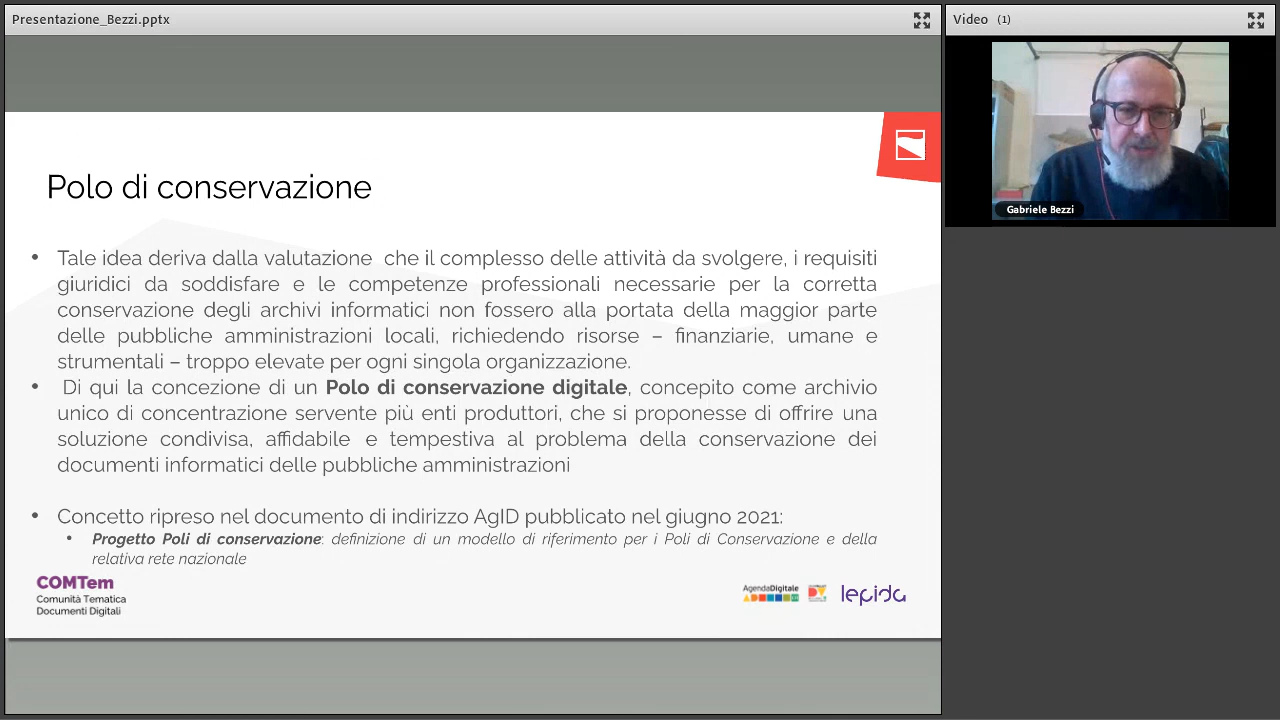 Presentazione_Bezzi.pptx
Video (1)
Gabriele Bezzi
Polo di conservazione
• Tale idea deriva dalla valutazione che il complesso delle attività da svolgere, i requisiti
giuridici da soddisfare e le competenze professionali necessarie per la corretta
conservazione degli archivi informatici non fossero alla portata della maggior parte
delle pubbliche amministrazioni locali, richiedendo risorse – finanziarie, umane e
strumentali – troppo elevate per ogni singola organizzazione.
• Di qui la concezione di un Polo di conservazione digitale, concepito come archivio
unico di concentrazione servente più enti produttori, che si proponesse di offrire una
soluzione condivisa, affidabile e tempestiva al problema della conservazione dei
documenti informatici delle pubbliche amministrazioni
• Concetto ripreso nel documento di indirizzo AgID pubblicato nel giugno 2021:
• Progetto Poli di conservazione: definizione di un modello di riferimento per i Poli di Conservazione e della
relativa rete nazionale
COMTem
Comunità Tematica
Documenti Digitali
AgendaDigitale
lepida